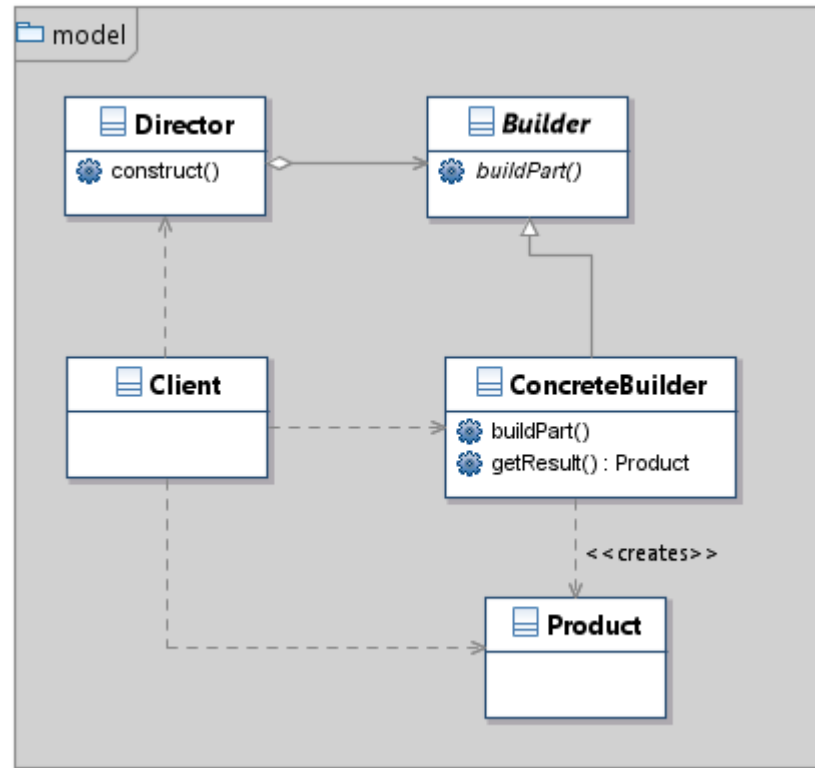 model
Director
construct()
Builder
buildPart()
Client
ConcreteBuilder
buildPart()
getResult() : Product
<<creates>>
Product